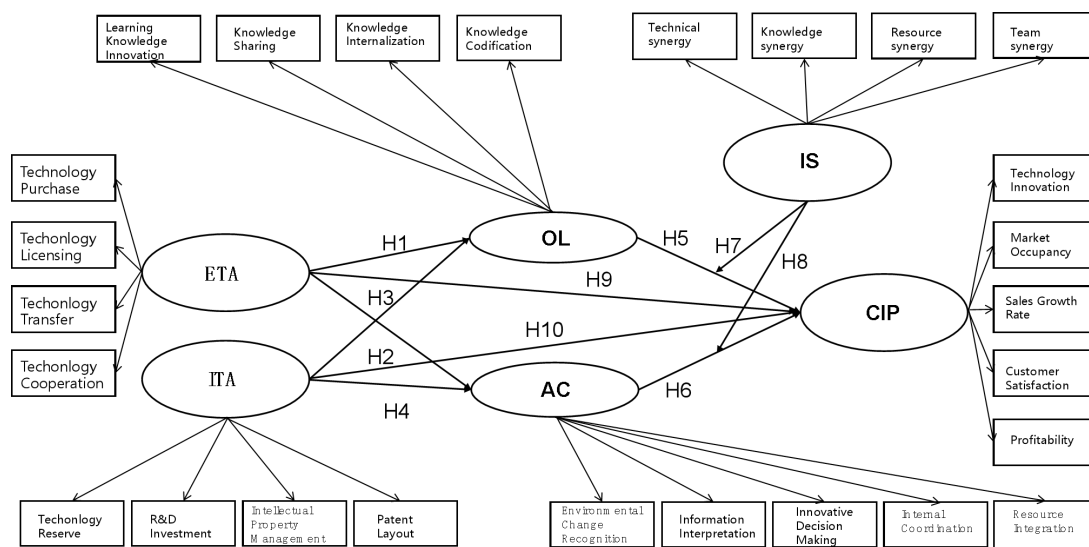 Learning
Knowledge
Innovation
Knowledge
Sharing
Knowledge
Internalization
Knowledge
Codification
Technical
synergy
Knowledge
synergy
Resource
synergy
Team
synergy
IS
Technology
Purchase
Techonlogy
Licensing
Technology
Transfer
Techonlogy
Cooperation
ETA
ITA
OL
AC
CIP
H1
H3
H2
H4
H9
H10
H5
H7
H8
H6
Technology
Innovation
Market
Occupancy
Sales Growth
Rate
Customer
Satisfaction
Profitability
Techonlogy
Reserve
R&D
Investment
Intellectual
Property
Management
Patent
Layout
Environmental
Change
Recognition
Information
Interpretation
Innovative
Decision
Making
Internal
Coordination
Resource
Integration